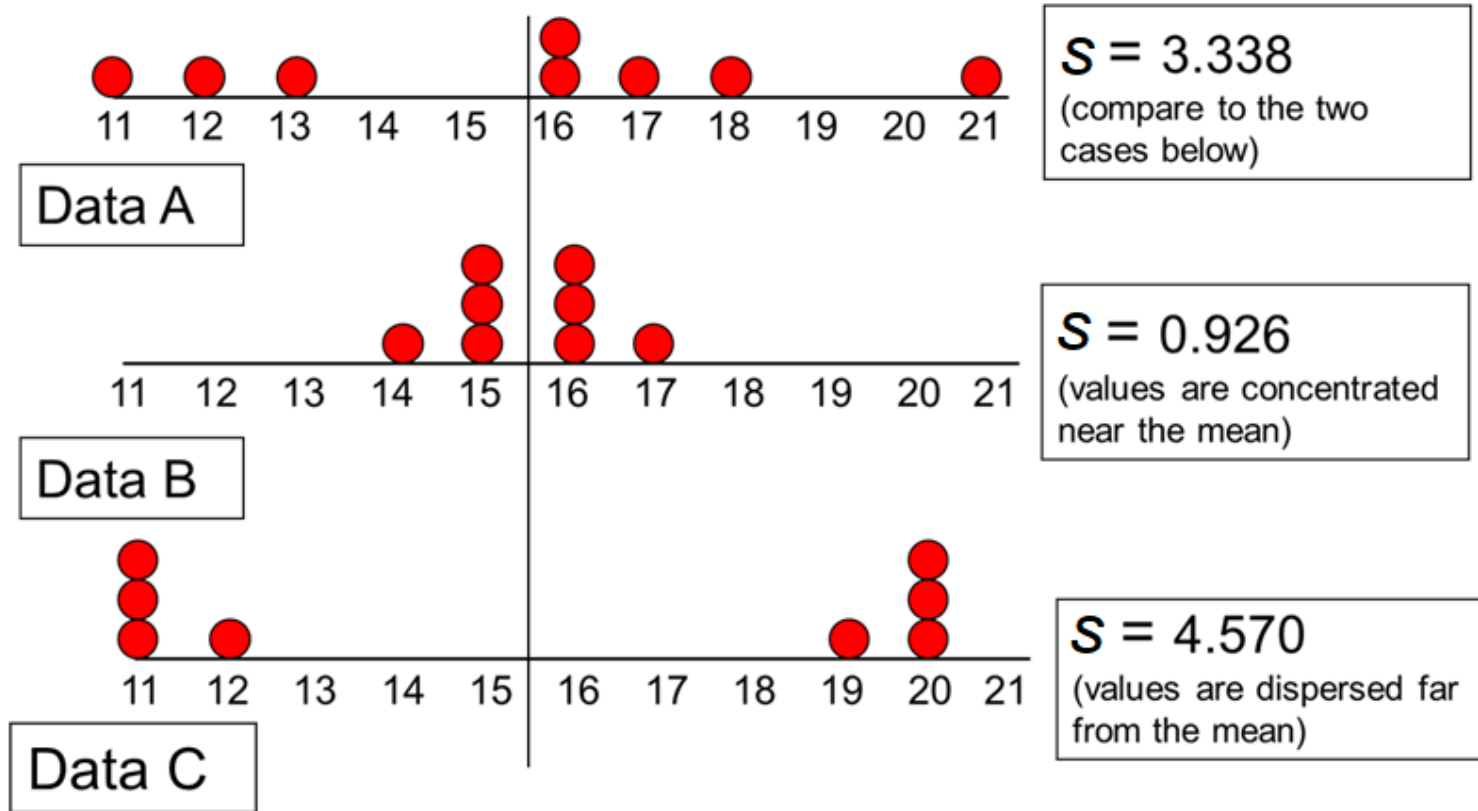 S = 3.338
(compare to the two
cases below)
11 12 13 14 15 16 17 18 19 20 21
Data A
S = 0.926
(values are concentrated
near the mean)
11 12 13 14 15 16 17 18 19 20 21
Data B
S = 4.570
(values are dispersed far
from the mean)
11 12 13 14 15 16 17 18 19 20 21
Data C